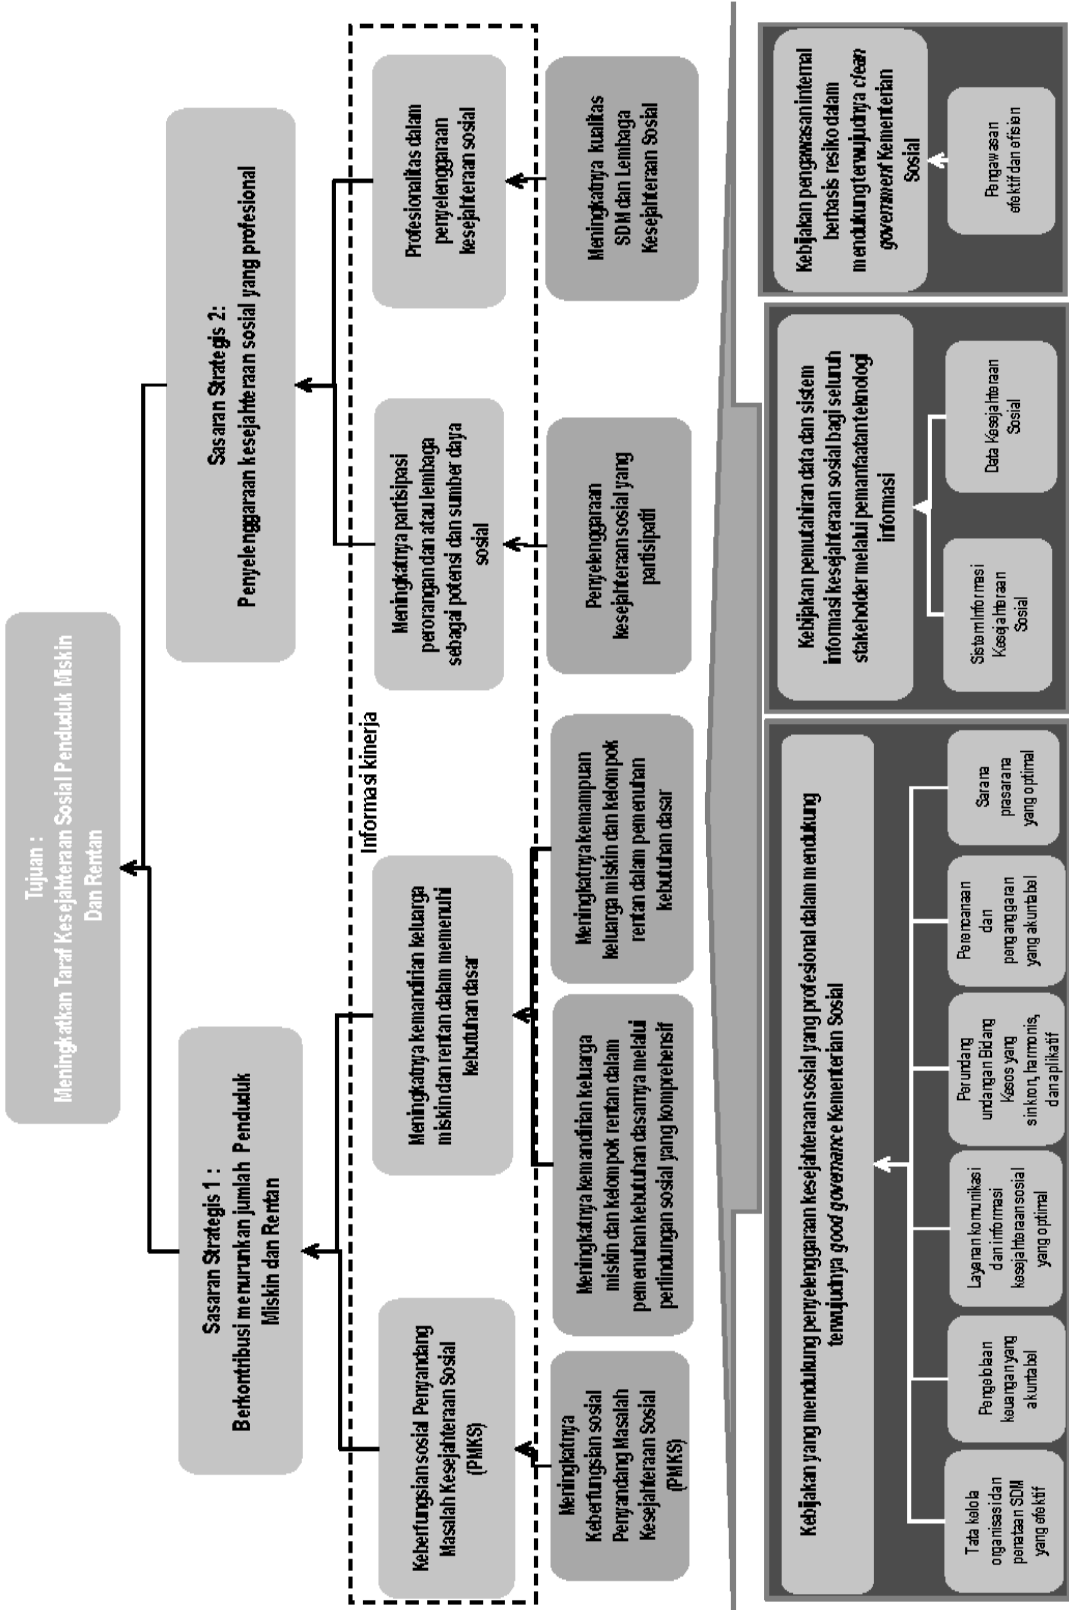 Tujuan :
Meningkatkan Taraf Kesejahteraan Sosial Penduduk Miskin
Dan Rentan
Sasaran Strategis 1 :
Berkontribusi menurunkan jumlah Penduduk
Miskin dan Rentan
Sasaran Strategis 2:
Penyelenggaraan kesejahteraan sosial yang profesional
Informasi kinerja
Keberfungsian sosial Penyandang
Masalah Kesejahteraan Sosial
(PMKS)
Meningkatnya kemandirian keluarga
miskin dan rentan dalam memenuhi
kebutuhan dasar
Meningkatnya partisipasi
perorangan dan atau lembaga
sebagai potensi dan sumber daya
sosial
Profesionalitas dalam
penyelenggaraan
kesejahteraan sosial
Meningkatnya
Keberfungsian sosial
Penyandang Masalah
Kesejahteraan Sosial
(PMKS)
Meningkatnya kemandirian keluarga
miskin dan kelompok rentan dalam
pemenuhan kebutuhan dasarnya melalui
perlindungan sosial yang komprehensif
Meningkatnya kemampuan
keluarga miskin dan kelompok
rentan dalam pemenuhan
kebutuhan dasar
Penyelenggaraan
kesejahteraan sosial yang
partisipatif
Meningkatnya kualitas
SDM dan Lembaga
Kesejahteraan Sosial
Kebijakan yang mendukung penyelenggaraan kesejahteraan sosial yang profesional dalam mendukung
terwujudnya good governance Kementerian Sosial
Tata kelola
organisasi dan
penataan SDM
yang efektif
Pengelolaan
keuangan yang
akuntabel
Layanan komunikasi
dan informasi
kesejahteraan sosial
yang optimal
Perundang
undangan Bidang
Kesos yang
sinkron, harmonis,
dan aplikatif
Perencanaan
dan
penganggaran
yang akuntabel
Sarana
prasarana
yang optimal
Kebijakan pemutahiran data dan sistem
informasi kesejahteraan sosial bagi seluruh
stakeholder melalui pemanfaatan teknologi
informasi
Sistem Informasi
Kesejahteraan
Sosial
Data Kesejahteraan
Sosial
Kebijakan pengawasan internal
berbasis resiko dalam
mendukung terwujudnya clean
government Kementerian
Sosial
Pengawasan
efektif dan efisien